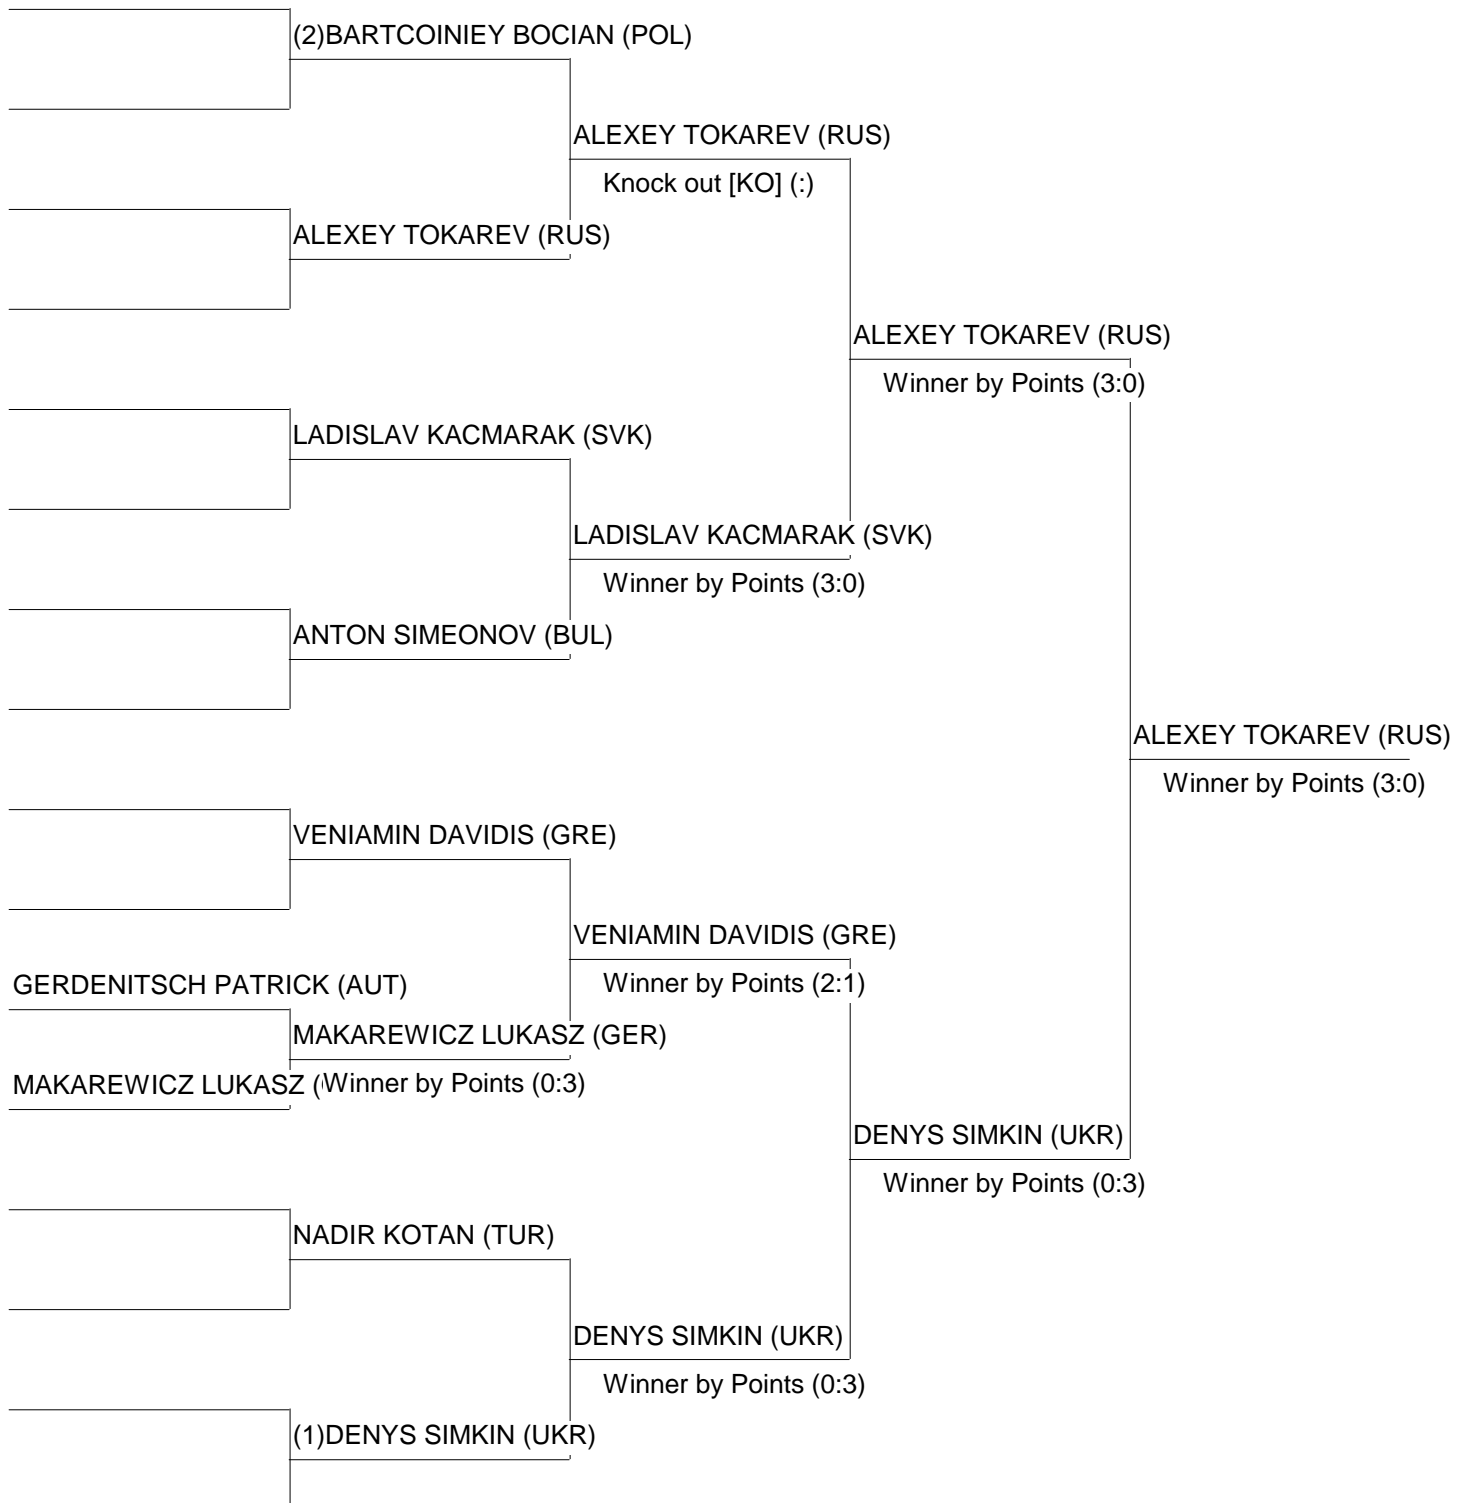 (2)BARTCOINIEY BOCIAN (POL)
ALEXEY TOKAREV (RUS)
Knock out [KO] (:)
ALEXEY TOKAREV (RUS)
ALEXEY TOKAREV (RUS)
Winner by Points (3:0)
LADISLAV KACMARAK (SVK)
LADISLAV KACMARAK (SVK)
Winner by Points (3:0)
ANTON SIMEONOV (BUL)
ALEXEY TOKAREV (RUS)
Winner by Points (3:0)
VENIAMIN DAVIDIS (GRE)
VENIAMIN DAVIDIS (GRE)
Winner by Points (2:1)
GERDENITSCH PATRICK (AUT)
MAKAREWICZ LUKASZ (GER)
MAKAREWICZ LUKASZ (
Winner by Points (0:3)
DENYS SIMKIN (UKR)
Winner by Points (0:3)
NADIR KOTAN (TUR)
DENYS SIMKIN (UKR)
Winner by Points (0:3)
(1)DENYS SIMKIN (UKR)